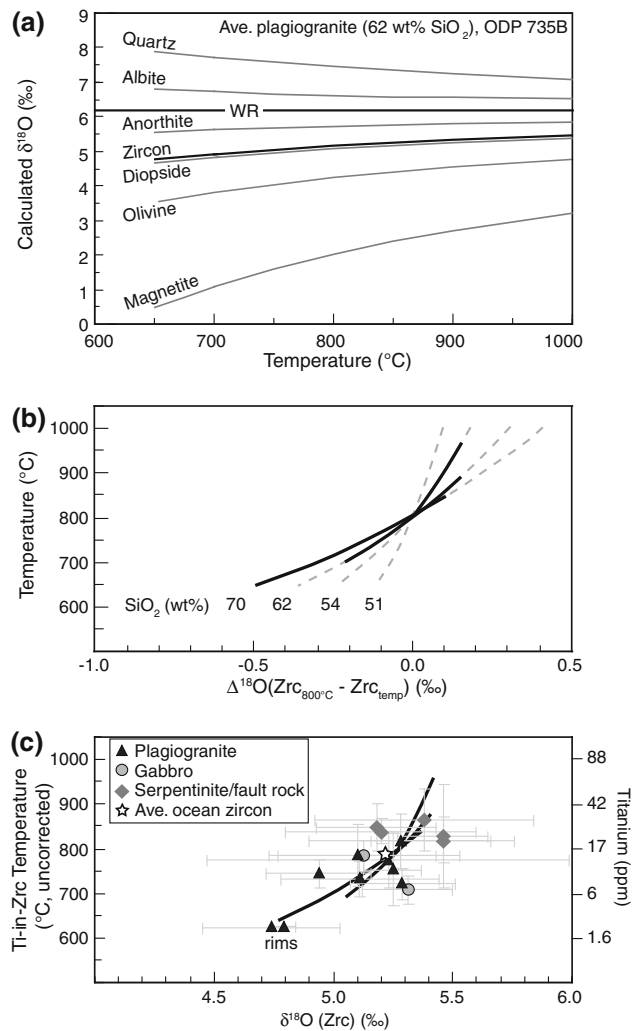 (a)
Ave. plagiogranite (62 wt% SiO2), ODP 735B
Calculated δ18O (‰)
9
8
7
6
5
4
3
2
1
0
Quartz
Albite
WR
Anorthite
Zircon
Diopside
Olivine
Magnetite
600 700 800 900 1000
Temperature (°C)
(b)
Temperature (°C)
1000
900
800
700
600
SiO2 (wt%) 70 62 54 51
-1.0 -0.5 0.0 0.5
Δ18O(Zrc800°C - Zrctemp) (‰)
(c)
Plagiogranite
Gabbro
Serpentinite/fault rock
Ave. ocean zircon
Ti-in-Zrc Temperature
(°C, uncorrected)
1000
900
800
700
600
88
42
17
6
1.6
Titanium (ppm)
rims
4.5 5.0 5.5 6.0
δ18O (Zrc) (‰)